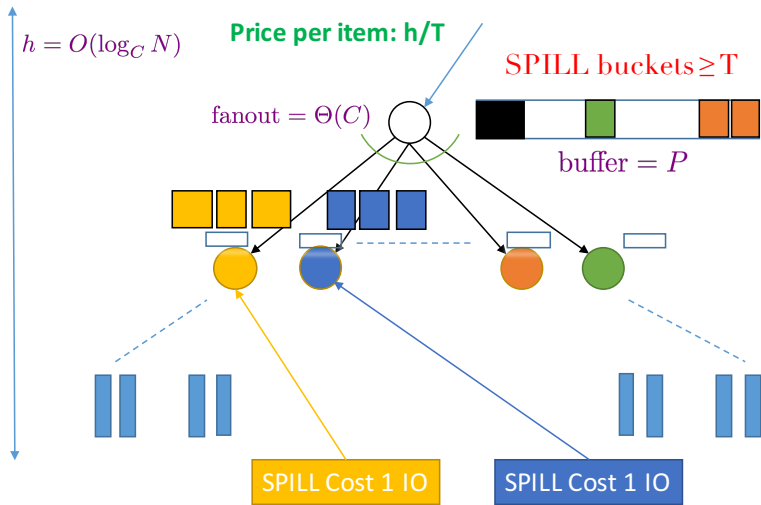 Price per item: h/T
h = O(log_C N)
SPILL buckets ≥ T
fanout = Θ(C)
buffer = P
SPILL Cost 1 IO
SPILL Cost 1 IO